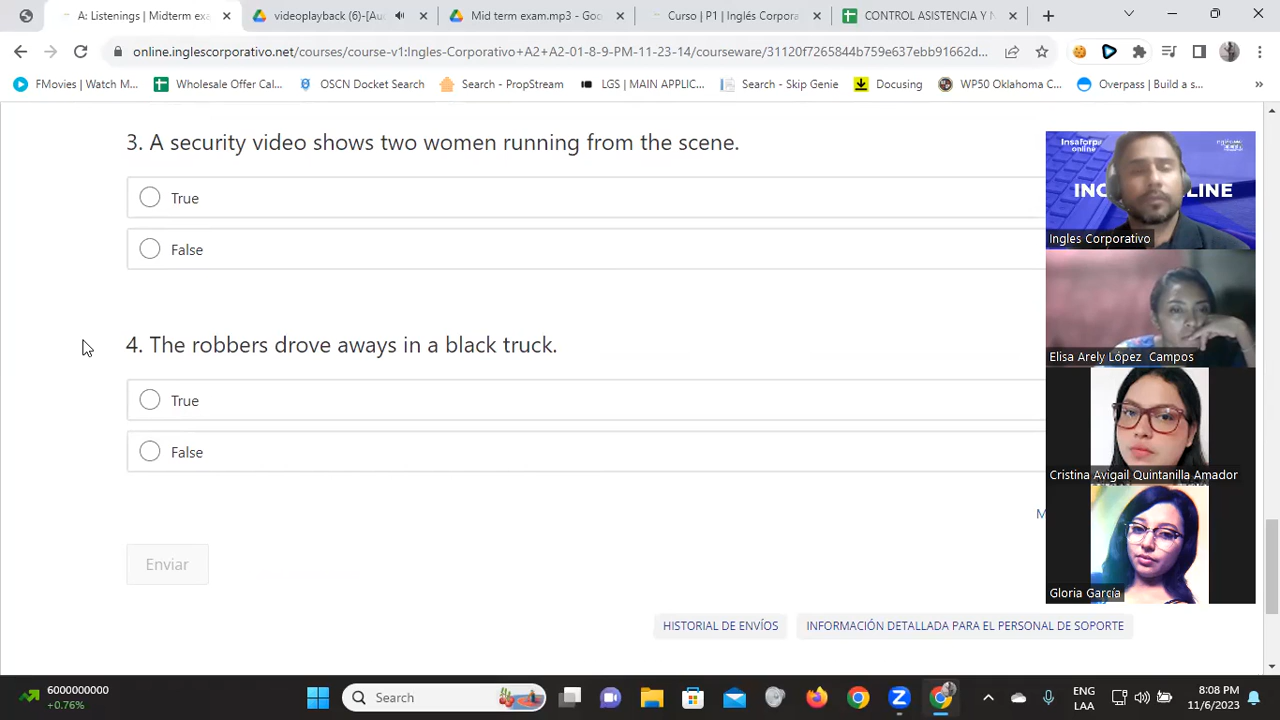 A: Listenings | Midterm exa
videoplayback (6)-[Au
Mid term exam.mp3 - Goo
Curso | P1 | Inglés Corpora
CONTROL ASISTENCIA Y N
online.inglescorporativo.net/courses/course-v1:Ingles-Corporativo+A2+A2-01-8-9-PM-11-23-14/courseware/31120f7265844b759e637ebb91662d...
FMovies | Watch M...
Wholesale Offer Cal...
OSCN Docket Search
Search - PropStream
LGS | MAIN APPLIC...
Search - Skip Genie
Docusing
WP50 Oklahoma C...
Overpass | Build a s...
»
3. A security video shows two women running from the scene.
True
False
4. The robbers drove aways in a black truck.
True
False
M
Enviar
HISTORIAL DE ENVÍOS
INFORMACIÓN DETALLADA PARA EL PERSONAL DE SOPORTE
Insaforp
online
Ingles Corporativo
Elisa Arely López Campos
Cristina Avigail Quintanilla Amador
Gloria García
6000000000
+0.76%
Search
ENG
LAA
8:08 PM
11/6/2023